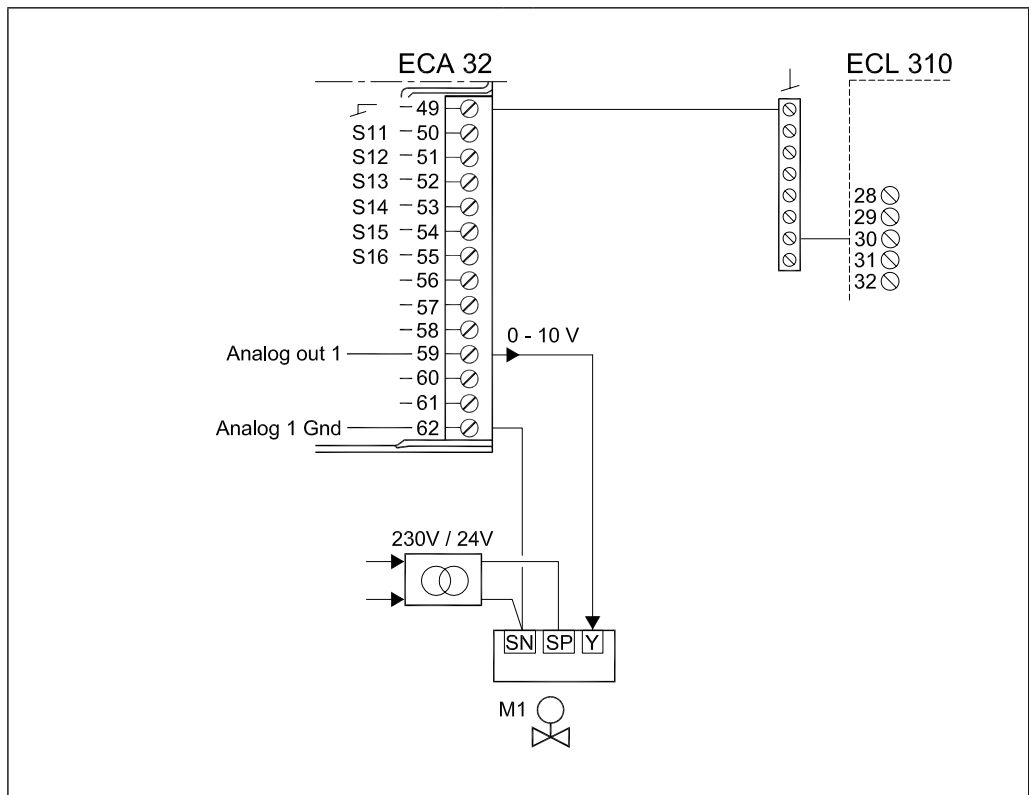 ECA 32
ECL 310
49
S11 50
S12 51
S13 52
S14 53
S15 54
S16 55
56
57
58
Analog out 1 59
60
61
Analog 1 Gnd 62
0 - 10 V
28
29
30
31
32
230V / 24V
SN SP Y
M1